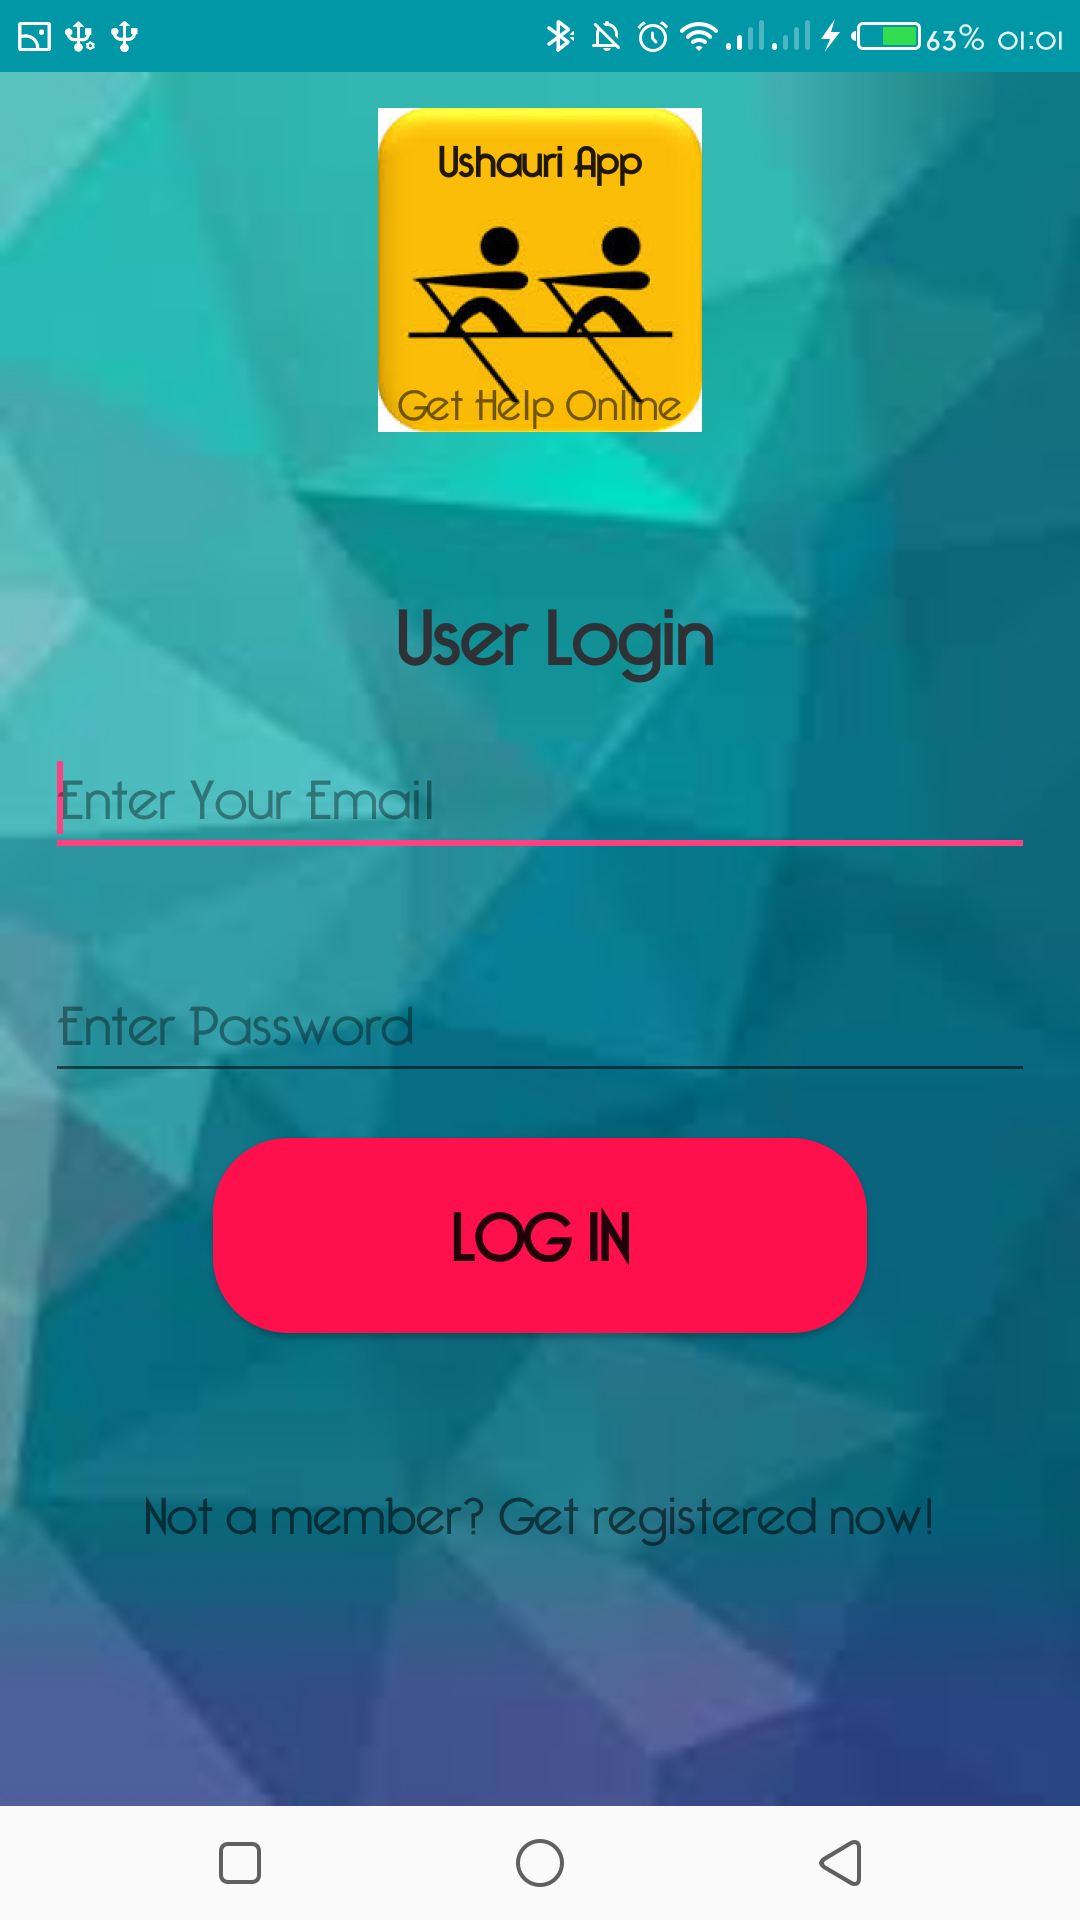 63% 01:01
Ushauri App
Get Help Online
User Login
Enter Your Email
Enter Password
LOG IN
Not a member? Get registered now!